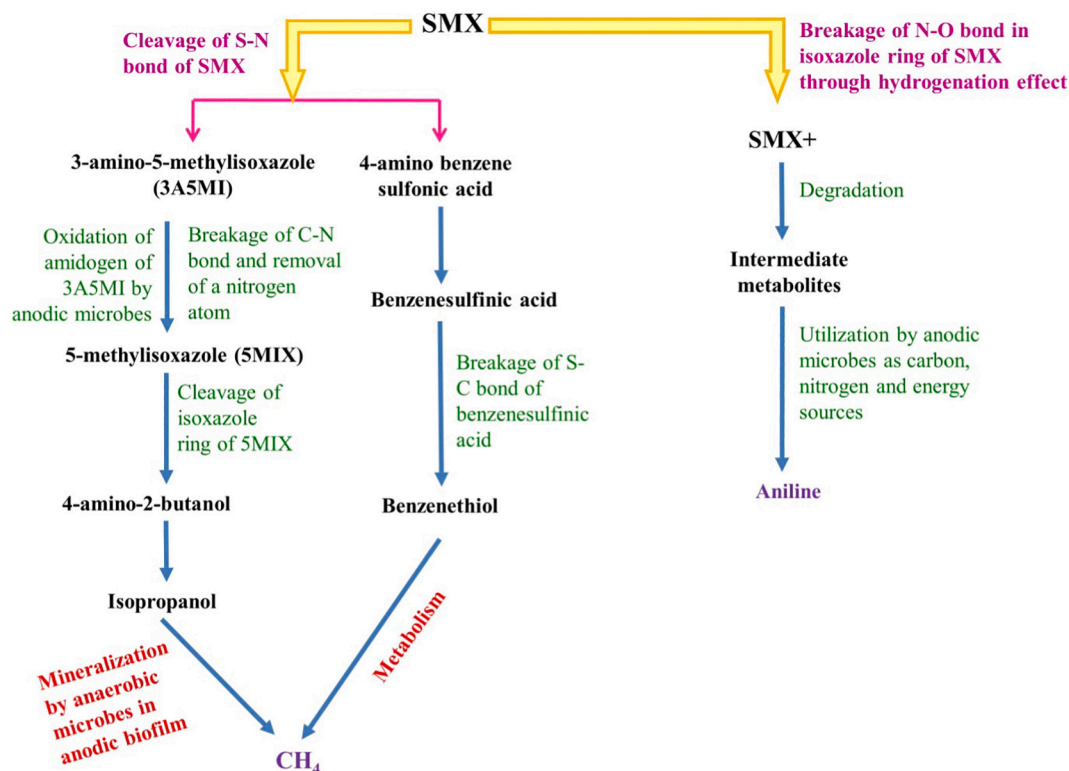 SMX
Cleavage of S-N
bond of SMX
Breakage of N-O bond in
isoxazole ring of SMX
through hydrogenation effect
3-amino-5-methylisoxazole
(3A5MI)
4-amino benzene
sulfonic acid
SMX+
Oxidation of
amidogen of
3A5MI by
anodic microbes
Breakage of C-N
bond and removal
of a nitrogen
atom
Degradation
Benzenesulfinic acid
Intermediate
metabolites
5-methylisoxazole (5MIX)
Cleavage of
isoxazole
ring of 5MIX
Breakage of S-
C bond of
benzenesulfinic
acid
Utilization by anodic
microbes as carbon,
nitrogen and energy
sources
4-amino-2-butanol
Benzenethiol
Aniline
Isopropanol
Mineralization
by anaerobic
microbes in
anodic biofilm
Metabolism
CH₄